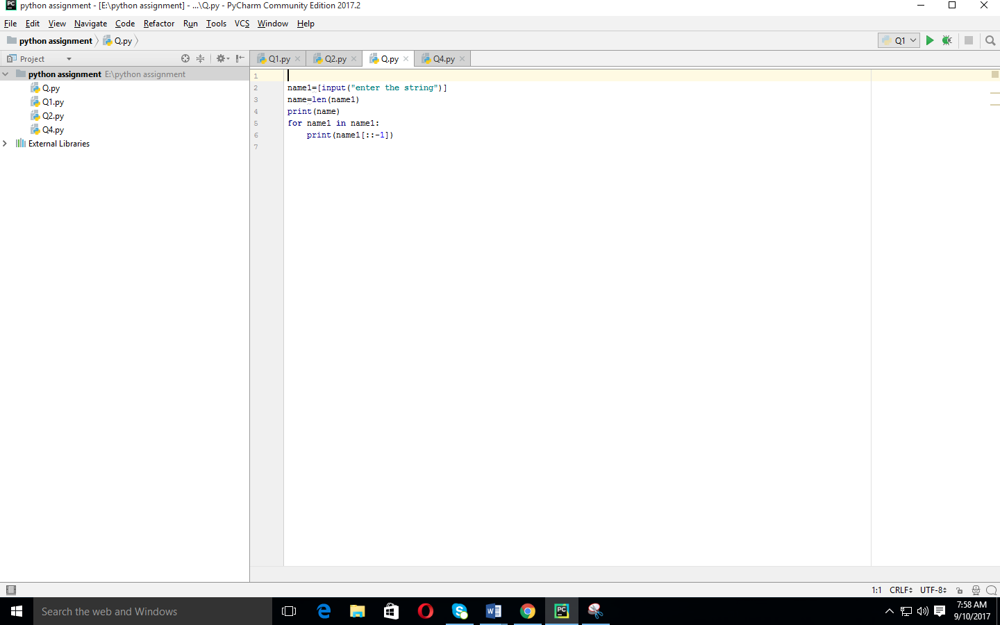 python assignment - [E:\python assignment] - ...\Q.py - PyCharm Community Edition 2017.2
File Edit View Navigate Code Refactor Run Tools VCS Window Help
python assignment Q.py Q1
Project Q1.py Q2.py Q.py Q4.py
python assignment E:\python assignment
Q.py
Q1.py
Q2.py
Q4.py
External Libraries
1
2 name1=[input("enter the string")]
3 name=len(name1)
4 print(name)
5 for name1 in name1:
6 print(name1[::-1])
7
1:1 CRLF UTF-8
Search the web and Windows
7:58 AM
9/10/2017